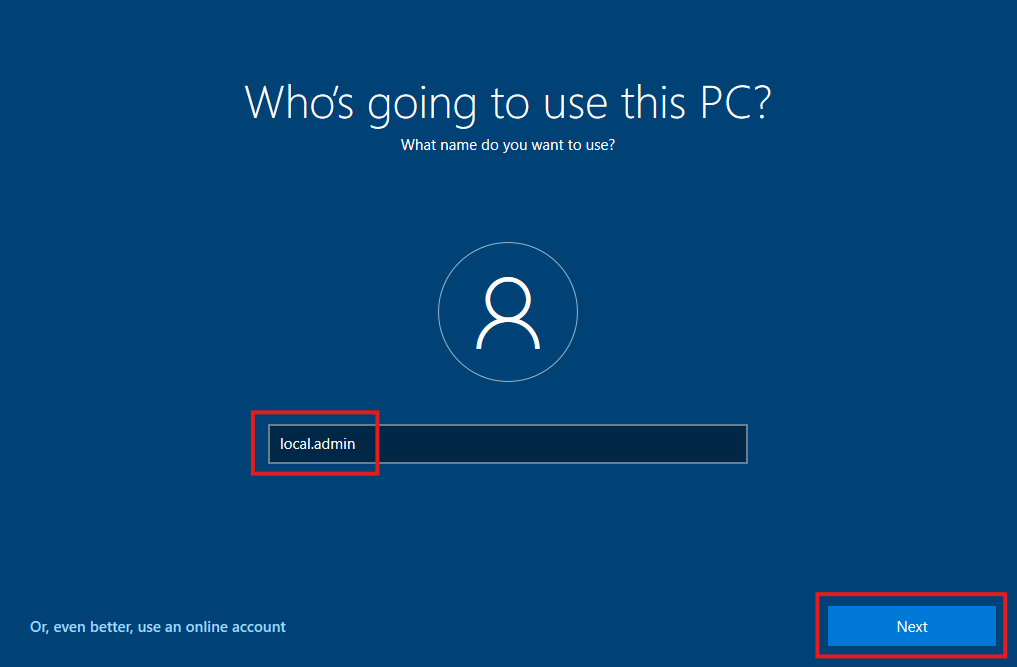 Who's going to use this PC?
What name do you want to use?
local.admin
Or, even better, use an online account
Next